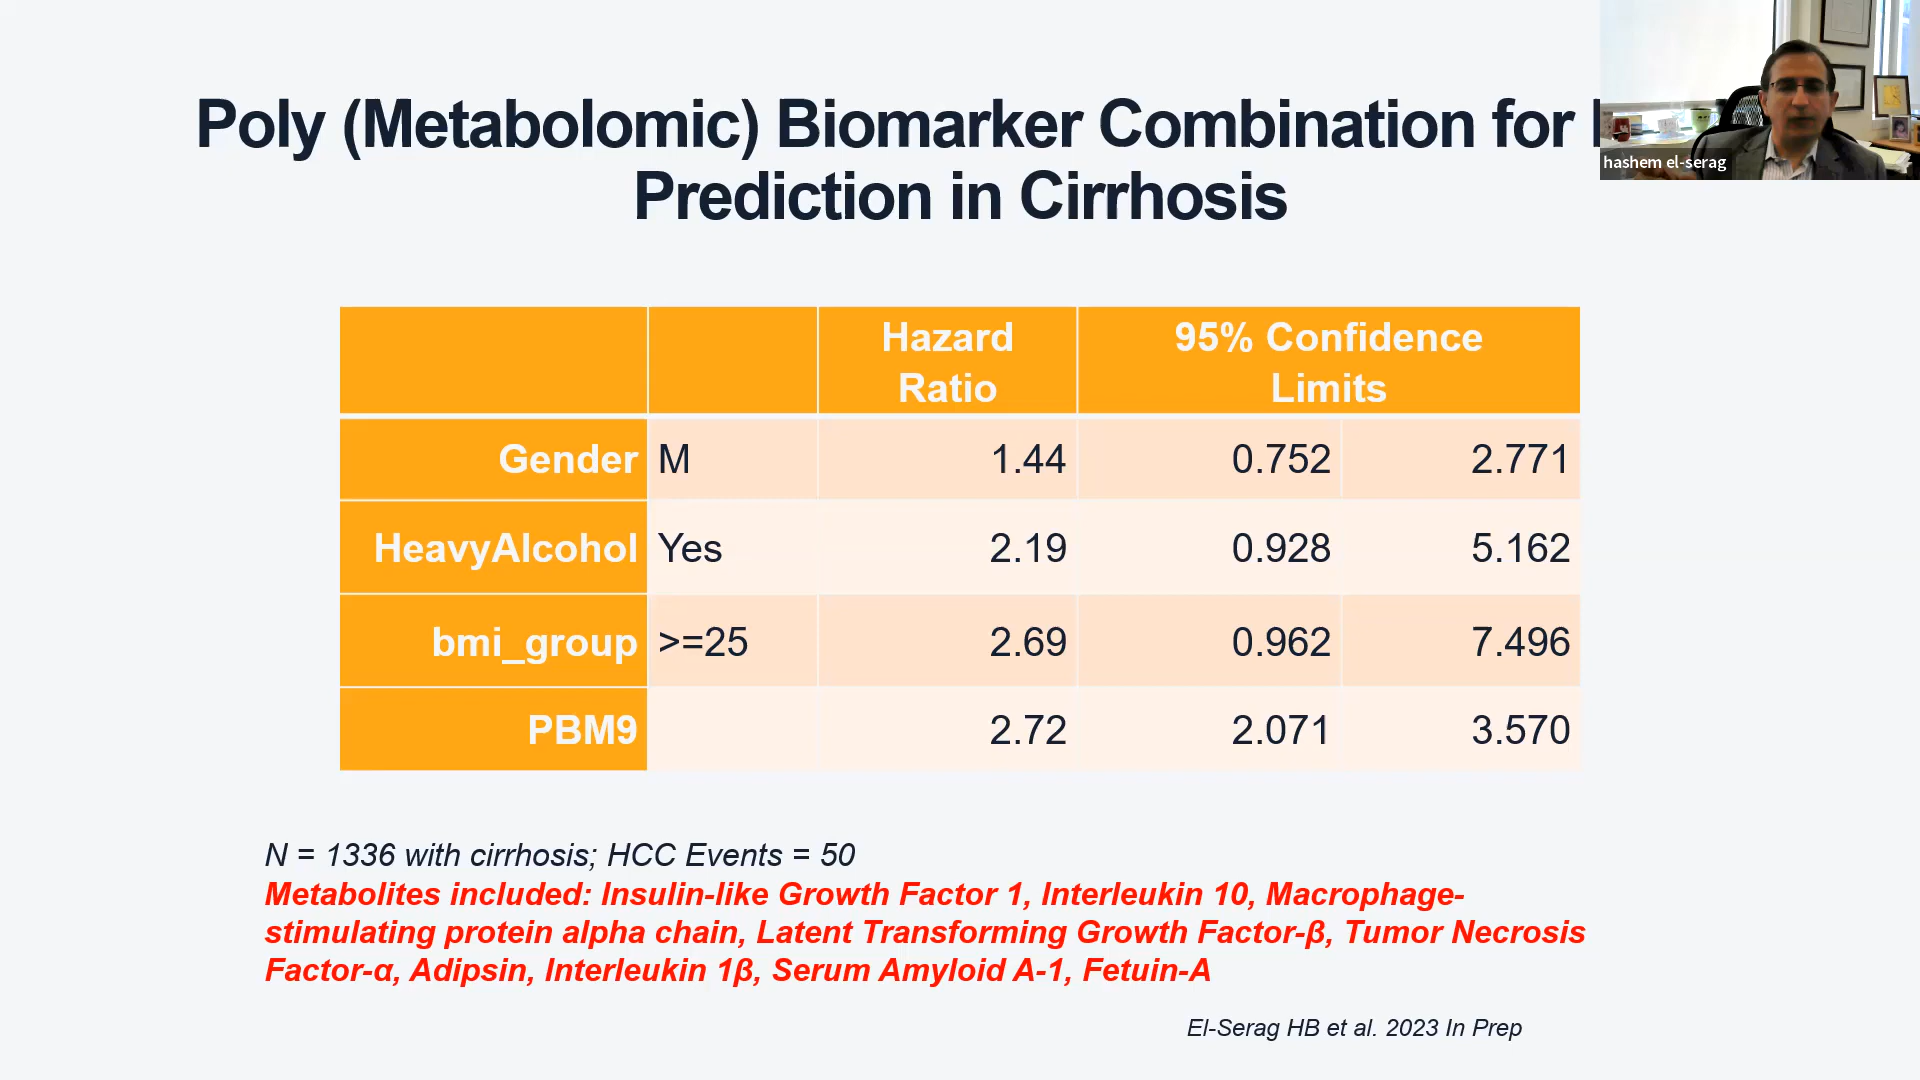 Poly (Metabolomic) Biomarker Combination for
Prediction in Cirrhosis
hashem el-serag
Hazard Ratio
95% Confidence Limits
Gender M 1.44 0.752 2.771
HeavyAlcohol Yes 2.19 0.928 5.162
bmi_group >=25 2.69 0.962 7.496
PBM9 2.72 2.071 3.570
N = 1336 with cirrhosis; HCC Events = 50
Metabolites included: Insulin-like Growth Factor 1, Interleukin 10, Macrophage-
stimulating protein alpha chain, Latent Transforming Growth Factor-β, Tumor Necrosis
Factor-α, Adipsin, Interleukin 1β, Serum Amyloid A-1, Fetuin-A
El-Serag HB et al. 2023 In Prep